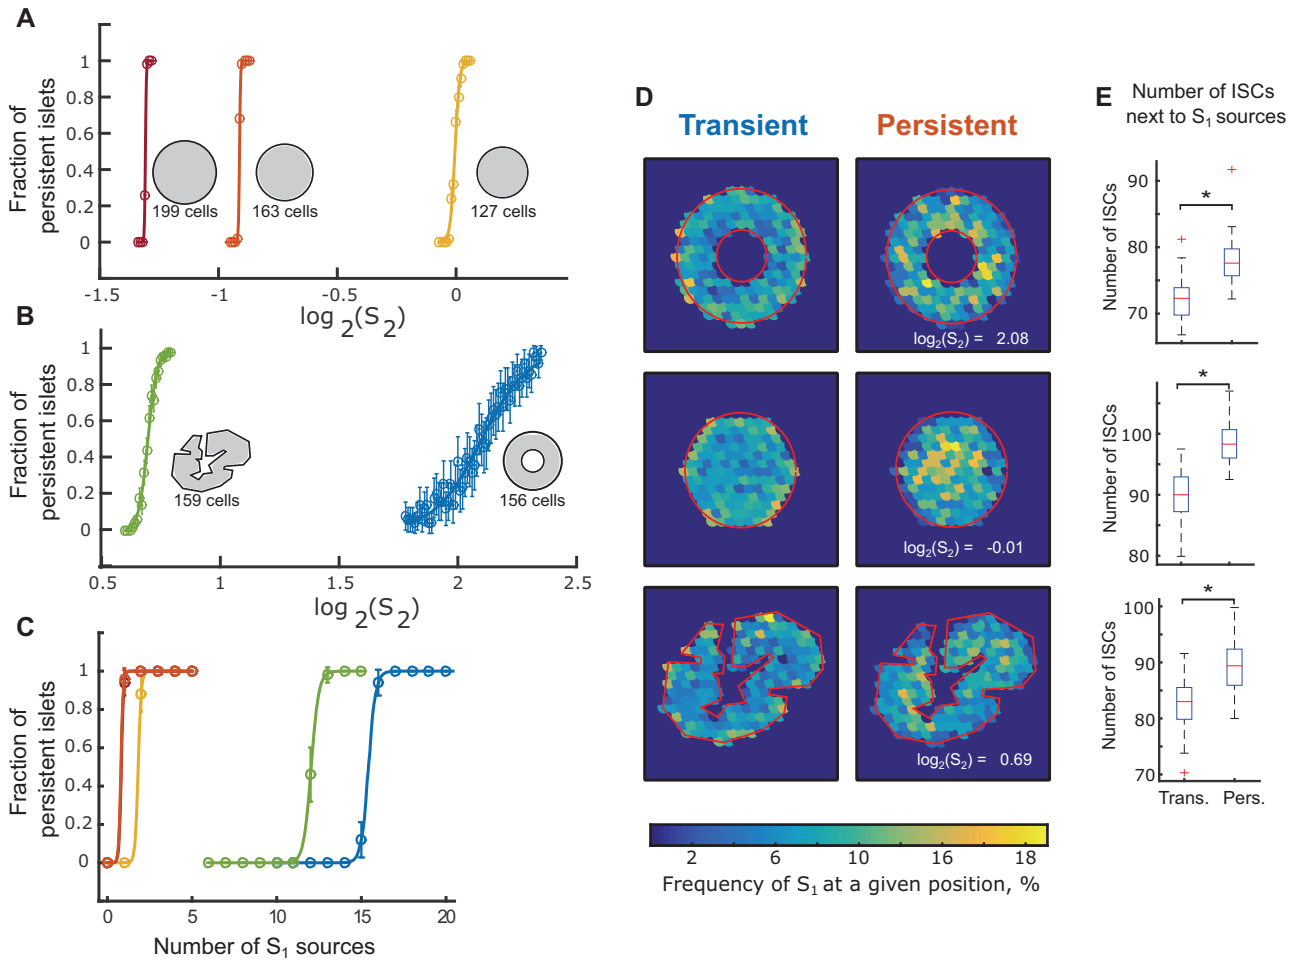 A
Fraction of
persistent islets
1
0.8
0.6
0.4
0.2
0
199 cells
163 cells
127 cells
-1.5
-1
-0.5
0
log 2(S2)
B
Fraction of
persistent islets
1
0.8
0.6
0.4
0.2
0
159 cells
156 cells
0.5
1
1.5
2
2.5
log 2(S2)
C
Fraction of
persistent islets
1
0.8
0.6
0.4
0.2
0
0
5
10
15
20
Number of S1 sources
D
Transient
Persistent
log2(S2) = 2.08
log2(S2) = -0.01
log2(S2) = 0.69
2
6
10
16
18
Frequency of S1 at a given position, %
E
Number of ISCs
next to S1 sources
Number of ISCs
90
80
70
*
Number of ISCs
100
90
80
*
Number of ISCs
100
90
80
70
*
Trans.
Pers.